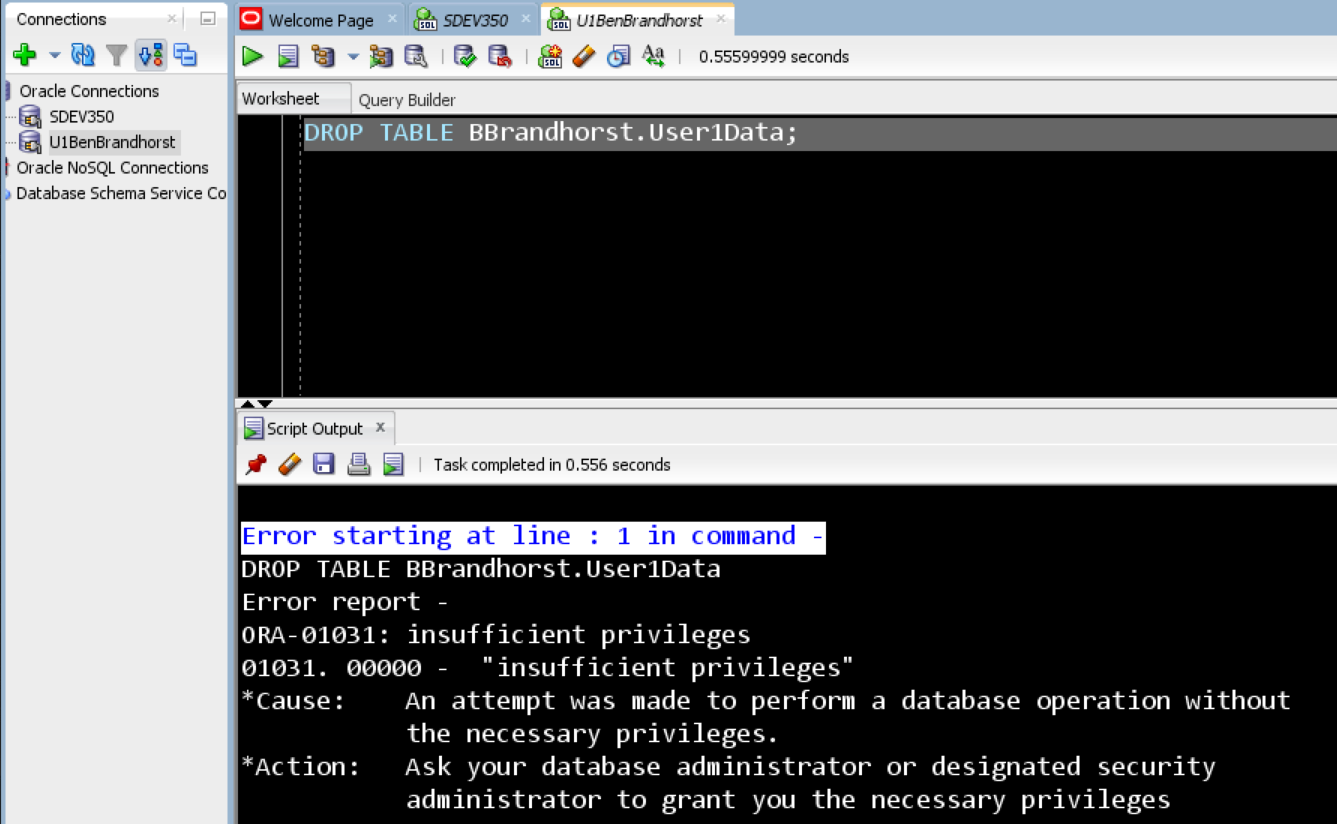 Connections
Welcome Page
SDEV350
U1BenBrandhorst
0.55599999 seconds
Oracle Connections
SDEV350
U1BenBrandhorst
Oracle NoSQL Connections
Database Schema Service Co
Worksheet Query Builder
DROP TABLE BBrandhorst.User1Data;
Script Output
Task completed in 0.556 seconds
Error starting at line : 1 in command -
DROP TABLE BBrandhorst.User1Data
Error report -
ORA-01031: insufficient privileges
01031. 00000 -  "insufficient privileges"
*Cause:    An attempt was made to perform a database operation without
the necessary privileges.
*Action:   Ask your database administrator or designated security
administrator to grant you the necessary privileges